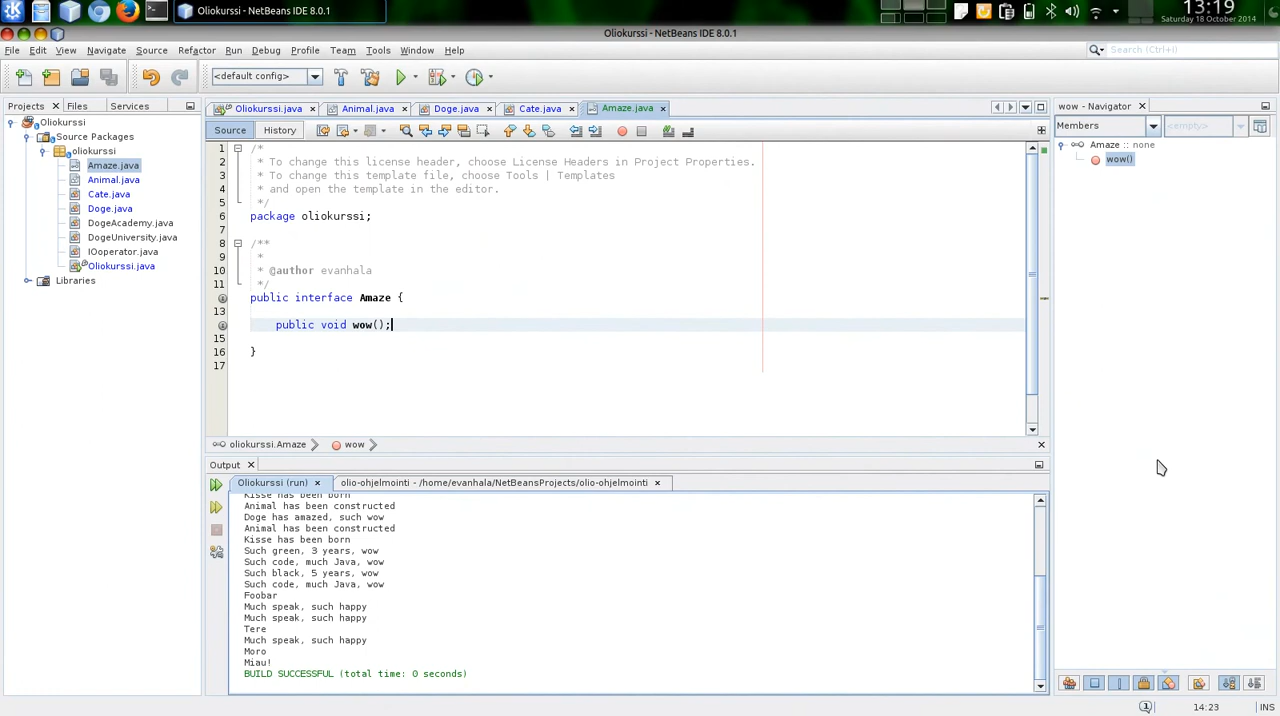 Oliokurssi - NetBeans IDE 8.0.1
13:19
Saturday 18 October 2014
Oliokurssi - NetBeans IDE 8.0.1
File Edit View Navigate Source Refactor Run Debug Profile Team Tools Window Help
Search (Ctrl+I)
<default config>
Projects Files Services
Oliokurssi
Source Packages
oliokurssi
Amaze.java
Animal.java
Cate.java
Doge.java
DogeAcademy.java
DogeUniversity.java
IOoperator.java
Oliokurssi.java
Libraries
Oliokurssi.java Animal.java Doge.java Cate.java Amaze.java
Source History
1 /*
2 * To change this license header, choose License Headers in Project Properties.
3 * To change this template file, choose Tools | Templates
4 * and open the template in the editor.
5 */
6 package oliokurssi;
7
8 /**
9 *
10 * @author evanhala
11 */
public interface Amaze {
13
public void wow();
15
16 }
17
oliokurssi.Amaze wow
Output
Oliokurssi (run) olio-ohjelmointi - /home/evanhala/NetBeansProjects/olio-ohjelmointi
Kisse has been born
Animal has been constructed
Doge has amazed, such wow
Animal has been constructed
Kisse has been born
Such green, 3 years, wow
Such code, much Java, wow
Such black, 5 years, wow
Such code, much Java, wow
Foobar
Much speak, such happy
Much speak, such happy
Tere
Much speak, such happy
Moro
Miau!
BUILD SUCCESSFUL (total time: 0 seconds)
wow - Navigator
Members <empty>
Amaze :: none
wow()
1 14:23 INS